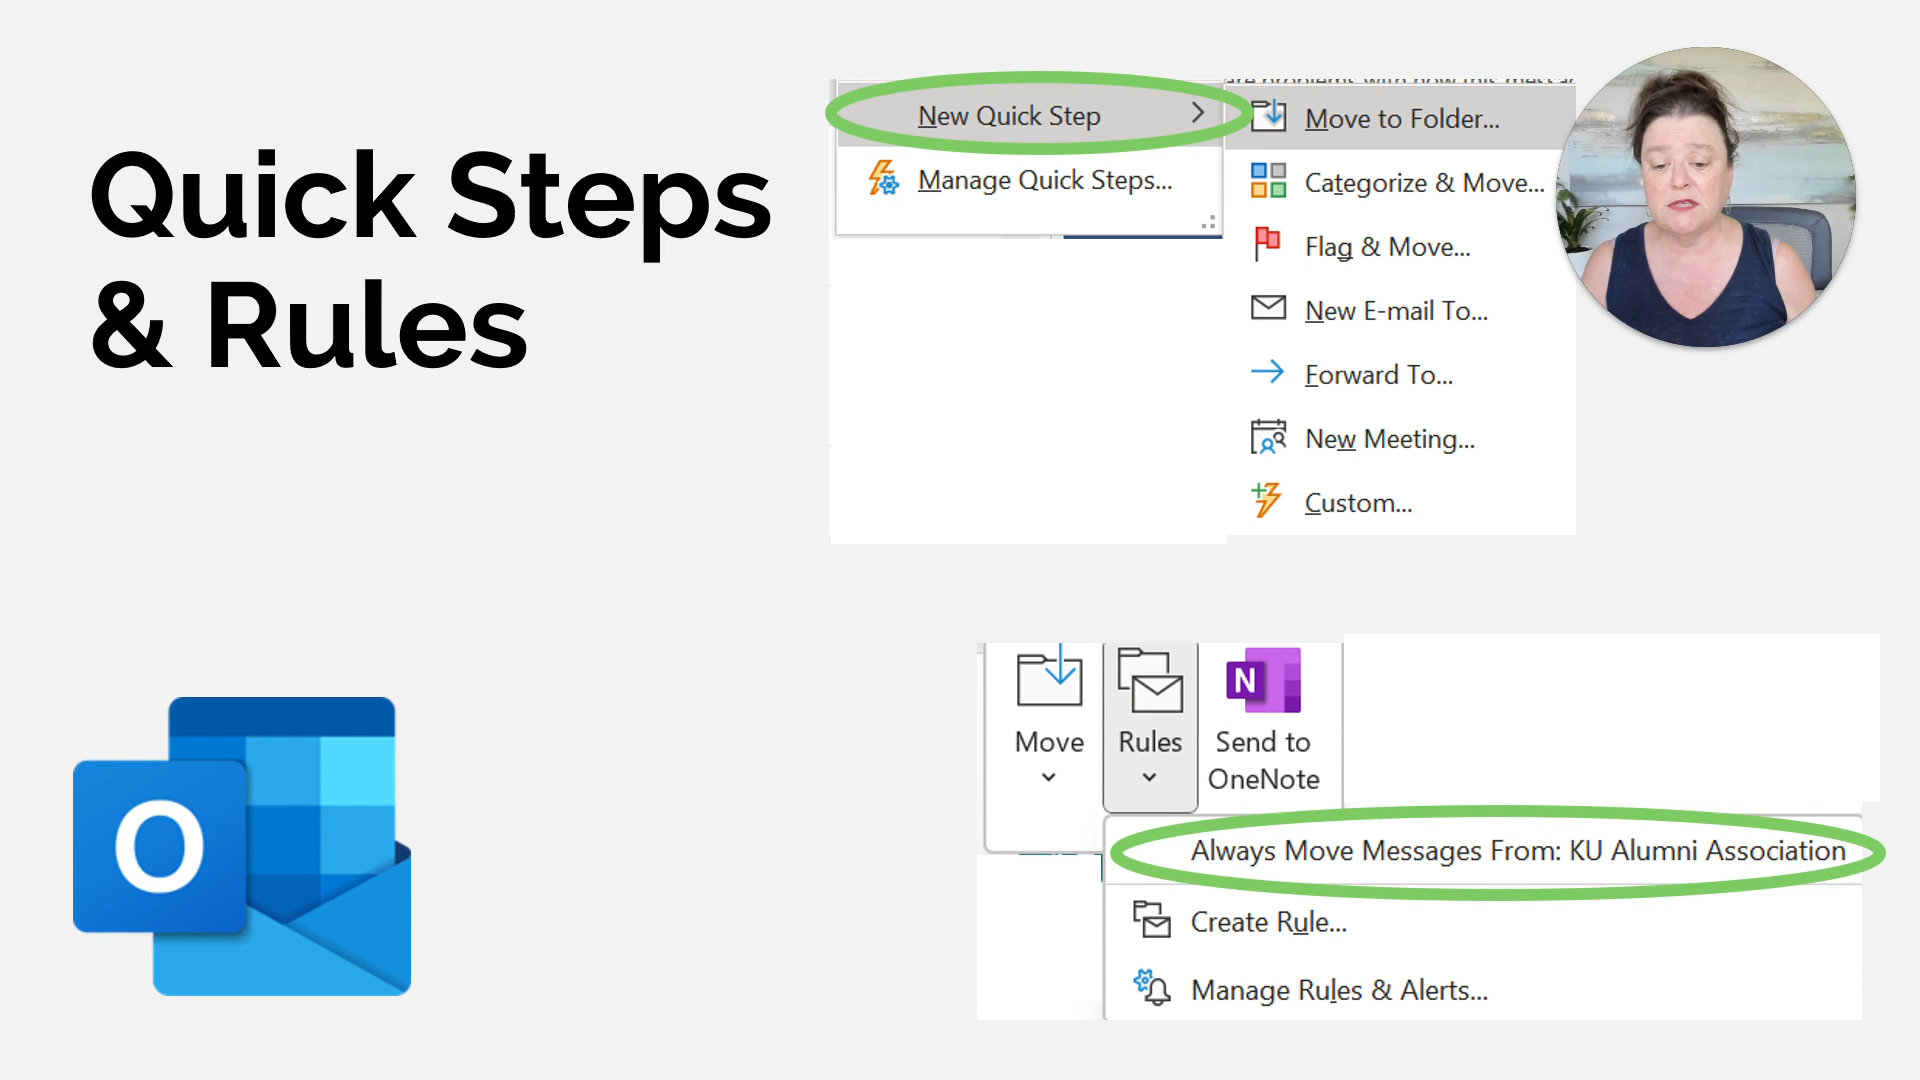 Quick Steps
& Rules
New Quick Step
Manage Quick Steps...
Move to Folder...
Categorize & Move...
Flag & Move...
New E-mail To...
Forward To...
New Meeting...
Custom...
Move
Rules
N
Send to
OneNote
Always Move Messages From: KU Alumni Association
Create Rule...
Manage Rules & Alerts...
O